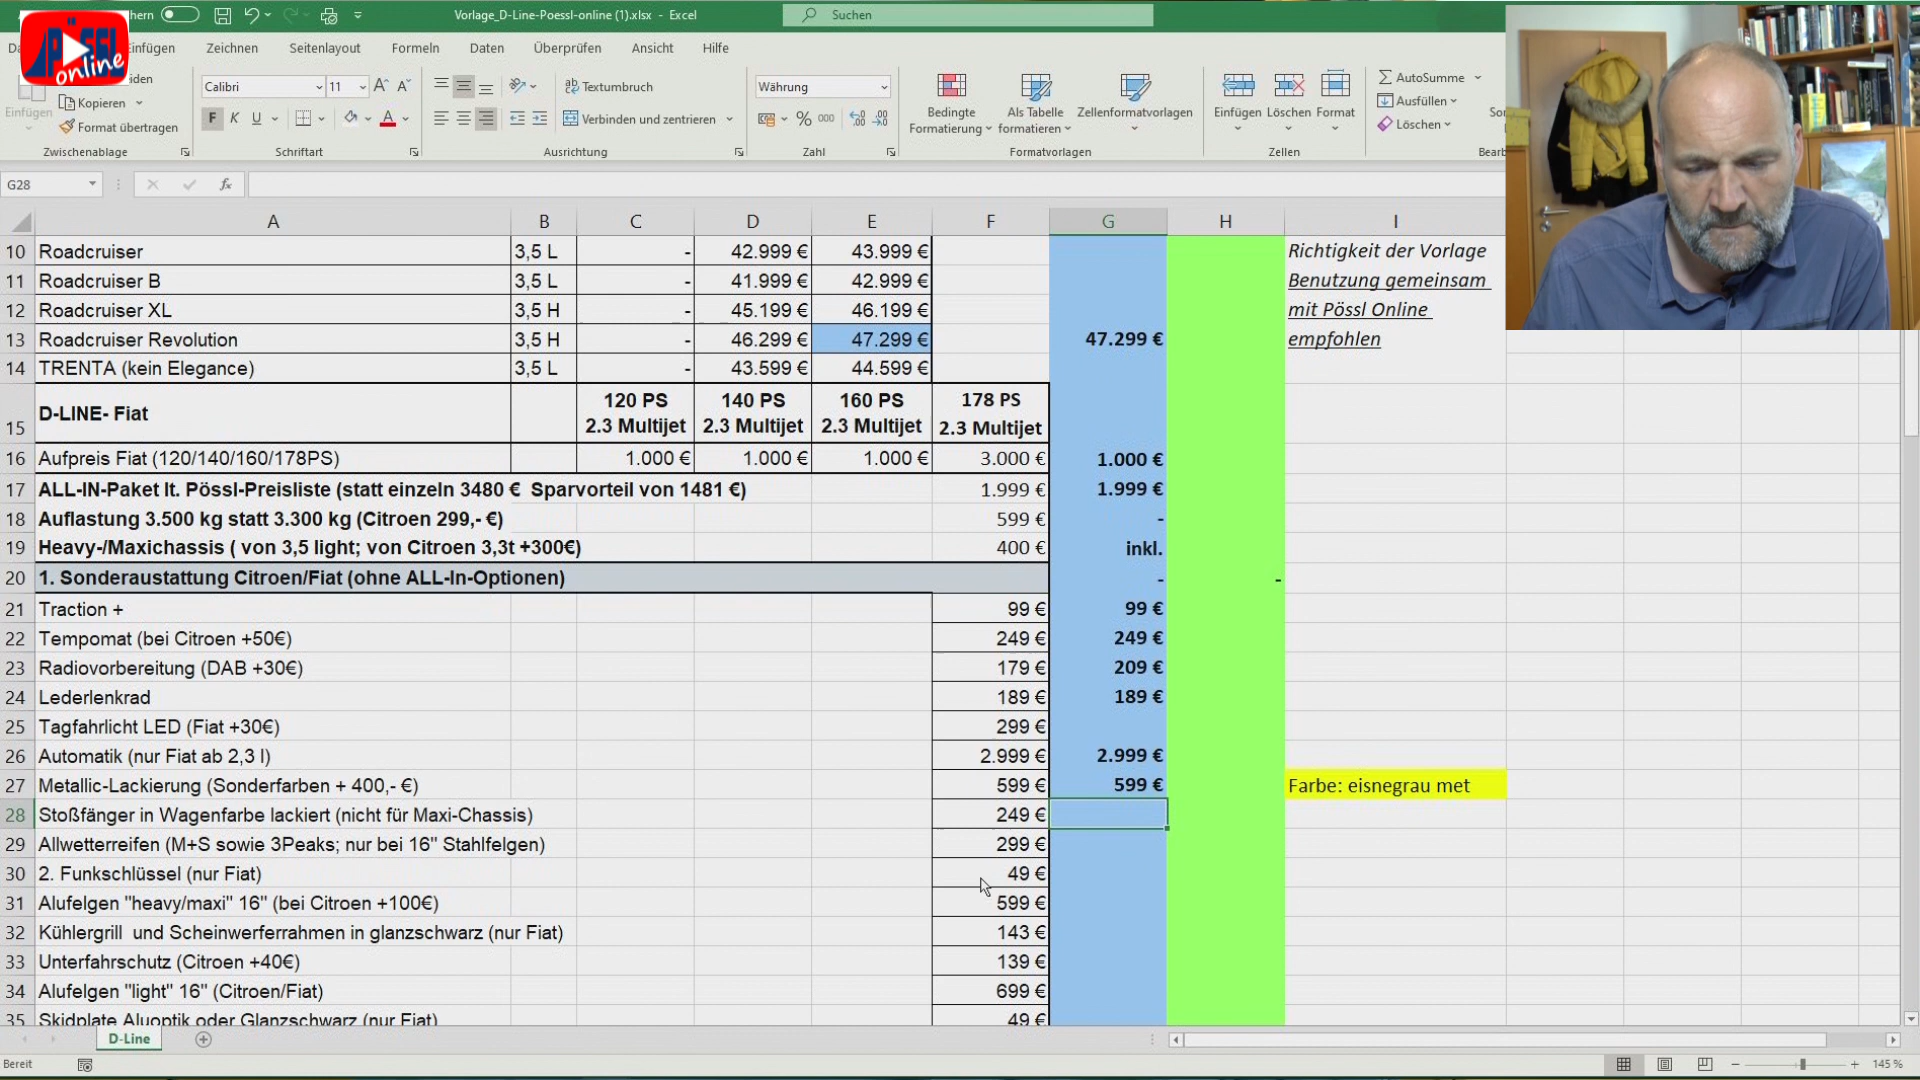 Vorlage_D-Line-Poessl-online (1).xlsx - Excel
Suchen
PÖSSL
online
Einfügen
Zeichnen
Seitenlayout
Formeln
Daten
Überprüfen
Ansicht
Hilfe
Einfügen
Kopieren
Format übertragen
Zwischenablage
Calibri
11
F K U
Schriftart
Textumbruch
Verbinden und zentrieren
Ausrichtung
Währung
% 000
Zahl
Bedingte Formatierung
Als Tabelle formatieren
Zellenformatvorlagen
Formatvorlagen
Einfügen
Löschen
Format
Zellen
AutoSumme
Ausfüllen
Löschen
G28
fx
A B C D E F G H I
10 Roadcruiser 3,5 L - 42.999 € 43.999 € Richtigkeit der Vorlage
11 Roadcruiser B 3,5 L - 41.999 € 42.999 € Benutzung gemeinsam
12 Roadcruiser XL 3,5 H - 45.199 € 46.199 € mit Pössl Online
13 Roadcruiser Revolution 3,5 H - 46.299 € 47.299 € 47.299 € empfohlen
14 TRENTA (kein Elegance) 3,5 L - 43.599 € 44.599 €
120 PS 140 PS 160 PS 178 PS
15 D-LINE- Fiat 2.3 Multijet 2.3 Multijet 2.3 Multijet 2.3 Multijet
16 Aufpreis Fiat (120/140/160/178PS) 1.000 € 1.000 € 1.000 € 3.000 € 1.000 €
17 ALL-IN-Paket lt. Pössl-Preisliste (statt einzeln 3480 € Sparvorteil von 1481 €) 1.999 € 1.999 €
18 Auflastung 3.500 kg statt 3.300 kg (Citroen 299,- €) 599 € -
19 Heavy-/Maxichassis ( von 3,5 light; von Citroen 3,3t +300€) 400 € inkl.
20 1. Sonderaustattung Citroen/Fiat (ohne ALL-In-Optionen) - -
21 Traction + 99 € 99 €
22 Tempomat (bei Citroen +50€) 249 € 249 €
23 Radiovorbereitung (DAB +30€) 179 € 209 €
24 Lederlenkrad 189 € 189 €
25 Tagfahrlicht LED (Fiat +30€) 299 €
26 Automatik (nur Fiat ab 2,3 l) 2.999 € 2.999 €
27 Metallic-Lackierung (Sonderfarben + 400,- €) 599 € 599 € Farbe: eisnegrau met
28 Stoßfänger in Wagenfarbe lackiert (nicht für Maxi-Chassis) 249 €
29 Allwetterreifen (M+S sowie 3Peaks; nur bei 16" Stahlfelgen) 299 €
30 2. Funkschlüssel (nur Fiat) 49 €
31 Alufelgen "heavy/maxi" 16" (bei Citroen +100€) 599 €
32 Kühlergrill und Scheinwerferrahmen in glanzschwarz (nur Fiat) 143 €
33 Unterfahrschutz (Citroen +40€) 139 €
34 Alufelgen "light" 16" (Citroen/Fiat) 699 €
35 Skidplate Aluoptik oder Glanzschwarz (nur Fiat) 49 €
D-Line
Bereit
145 %